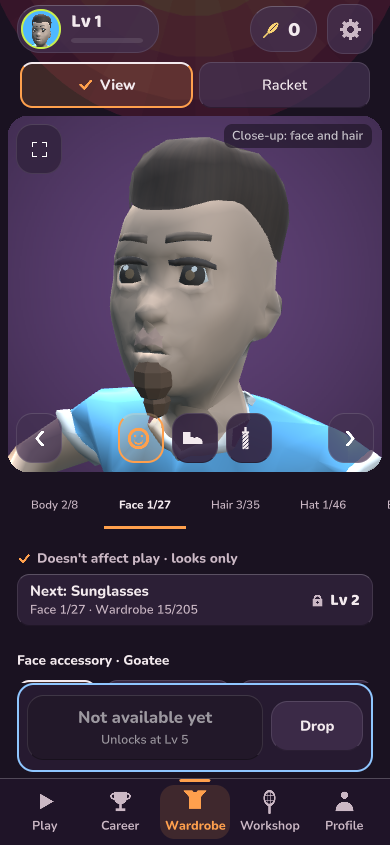 Lv 1
0
View
Racket
Close-up: face and hair
Body 2/8
Face 1/27
Hair 3/35
Hat 1/46
Doesn't affect play · looks only
Next: Sunglasses
Face 1/27 · Wardrobe 15/205
Lv 2
Face accessory · Goatee
Not available yet
Unlocks at Lv 5
Drop
Play
Career
Wardrobe
Workshop
Profile